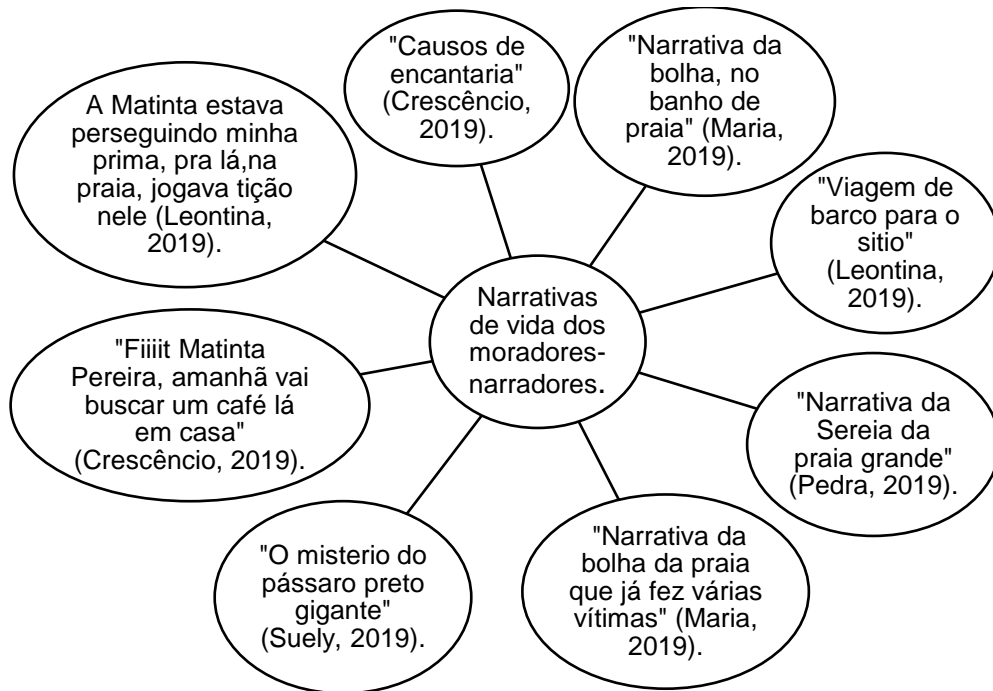 "Causos de
encantaria"
(Crescêncio,
2019).
"Narrativa da
bolha, no
banho de
praia" (Maria,
2019).
A Matinta estava
perseguindo minha
prima, pra lá,na
praia, jogava tição
nele (Leontina,
2019).
"Viagem de
barco para o
sitio"
(Leontina,
2019).
Narrativas
de vida dos
moradores-
narradores.
"Fiiiit Matinta
Pereira, amanhã vai
buscar um café lá
em casa"
(Crescêncio, 2019).
"Narrativa da
Sereia da
praia grande"
(Pedra, 2019).
"O misterio do
pássaro preto
gigante"
(Suely, 2019).
"Narrativa da
bolha da praia
que já fez várias
vítimas" (Maria,
2019).